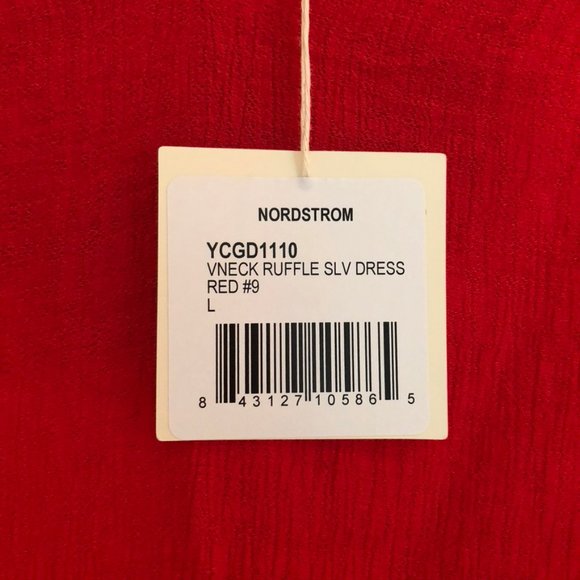 NORDSTROM
YCGD1110
VNECK RUFFLE SLV DRESS
RED #9
L
8 43127 10586 5